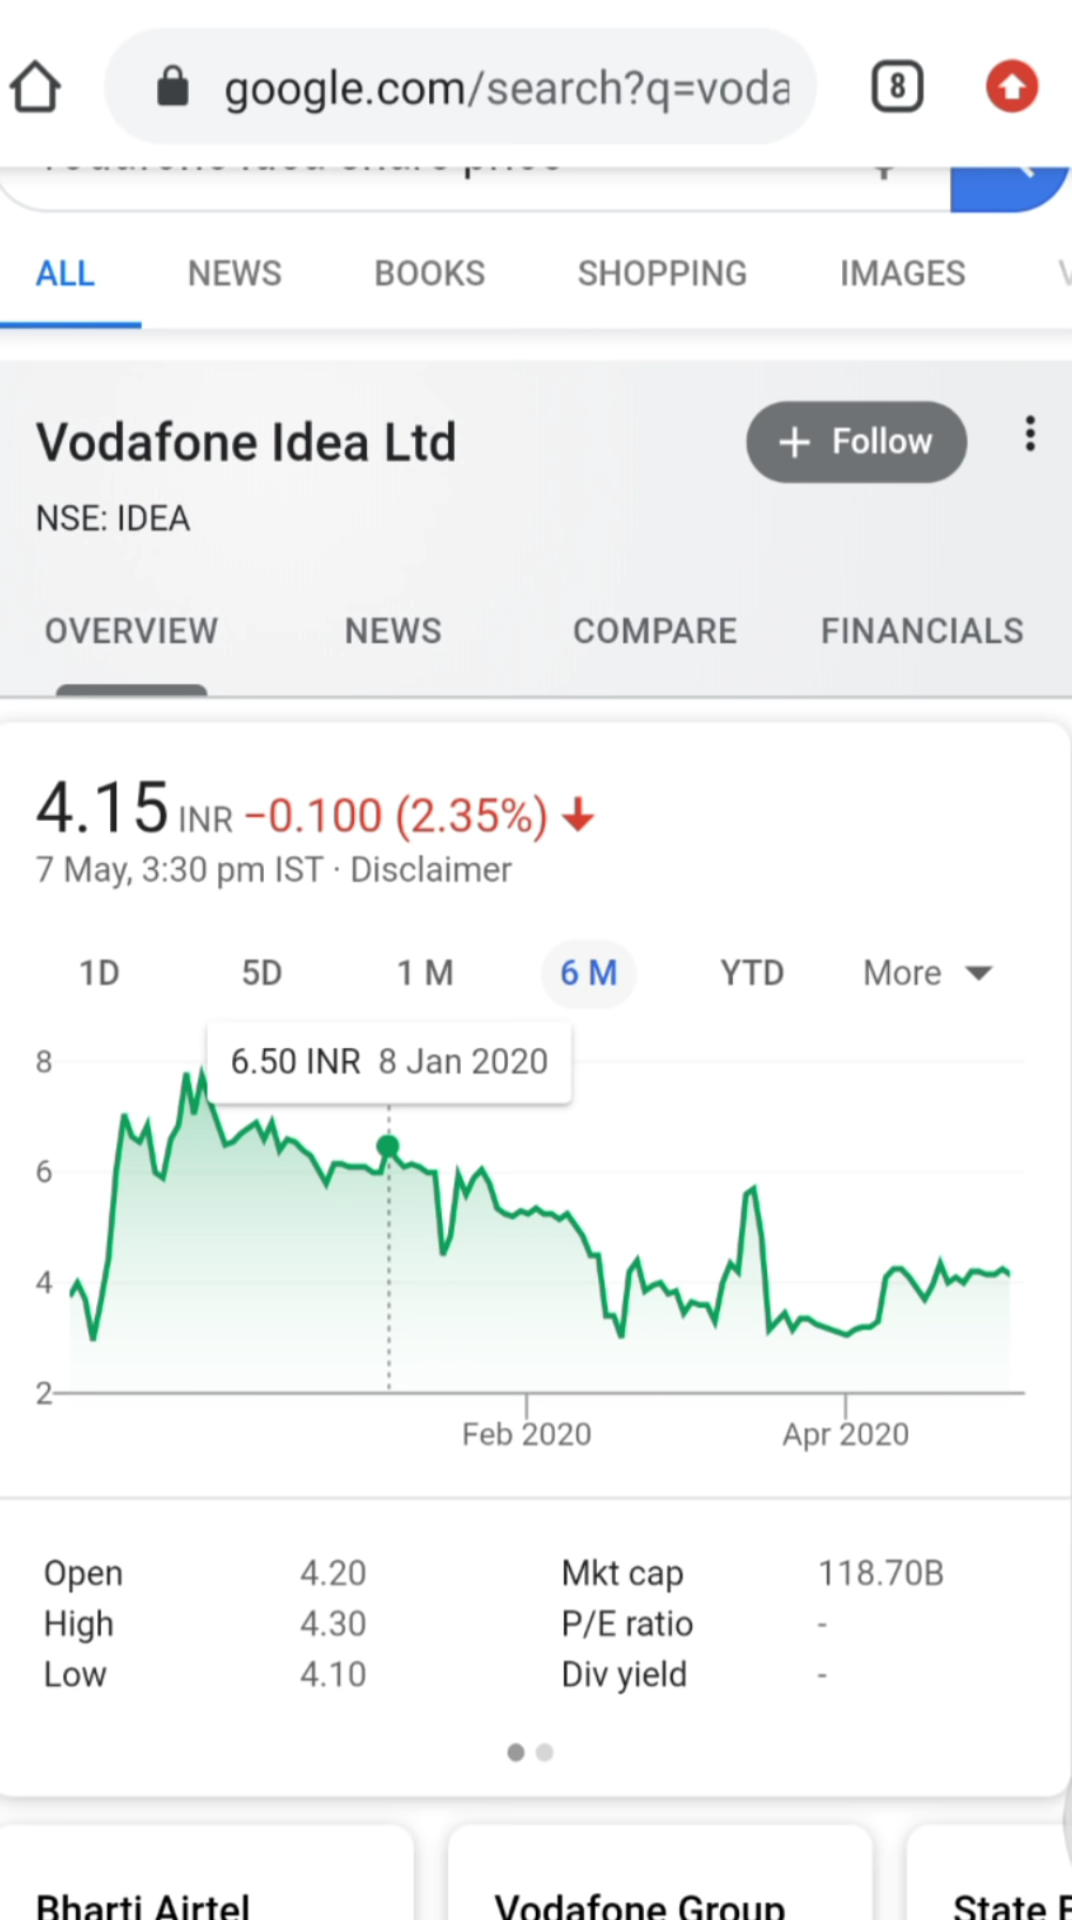 google.com/search?q=voda
8
ALL NEWS BOOKS SHOPPING IMAGES
Vodafone Idea Ltd
+ Follow
NSE: IDEA
OVERVIEW NEWS COMPARE FINANCIALS
4.15 INR −0.100 (2.35%)
7 May, 3:30 pm IST · Disclaimer
1D 5D 1 M 6 M YTD More
6.50 INR 8 Jan 2020
8
6
4
2
Feb 2020 Apr 2020
Open 4.20 Mkt cap 118.70B
High 4.30 P/E ratio -
Low 4.10 Div yield -
Bharti Airtel Vodafone Group State